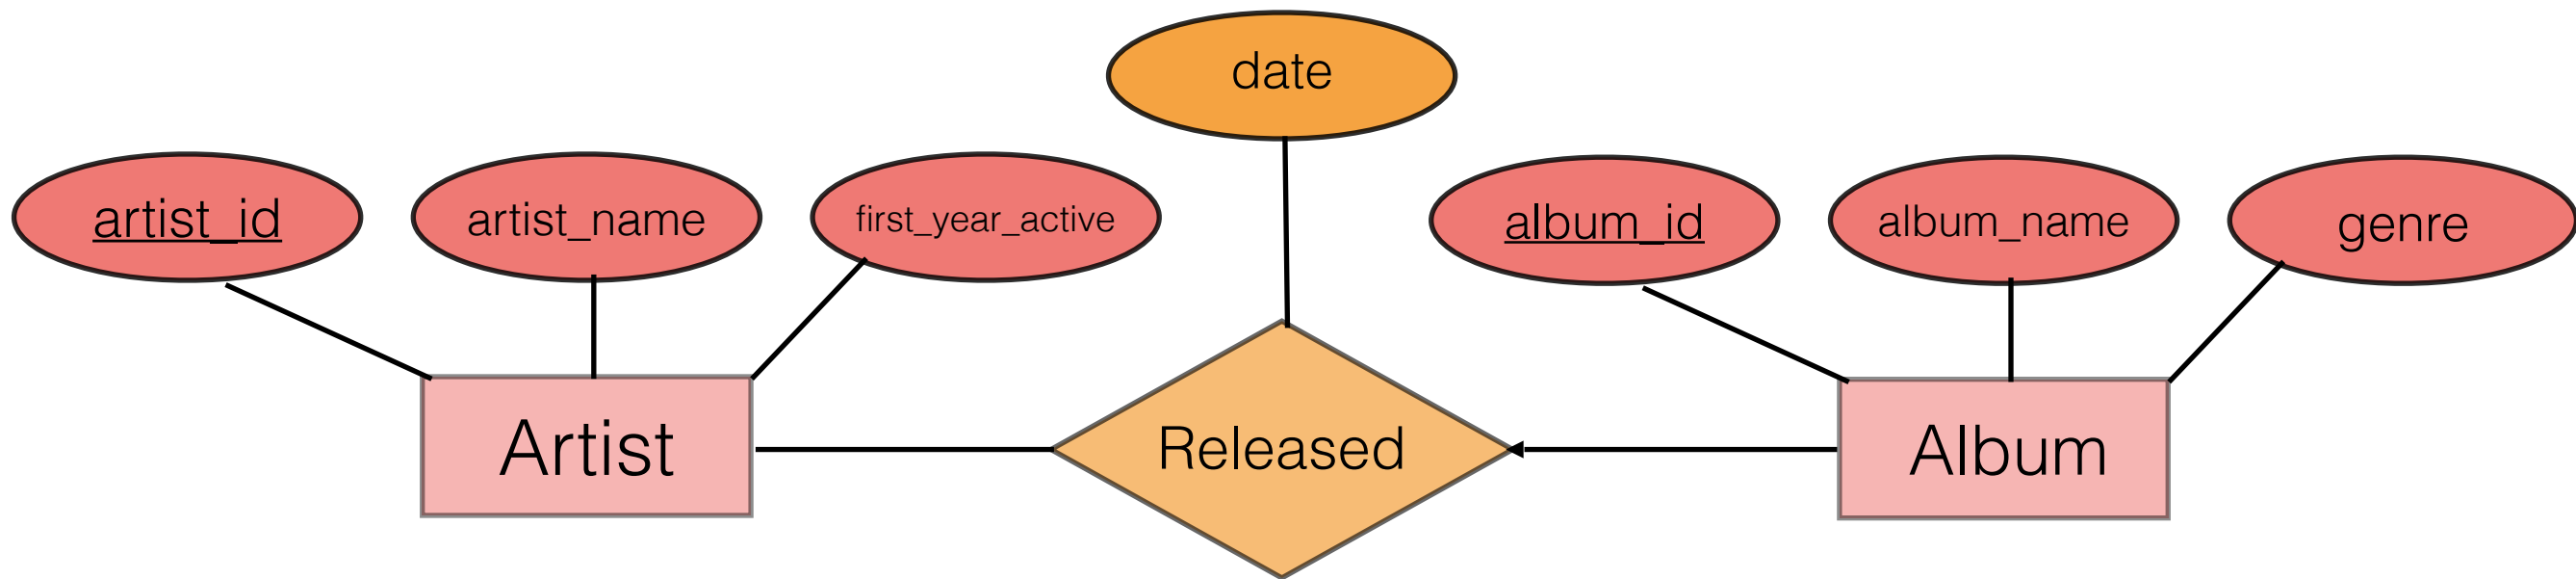 date
artist_id
artist_name
first_year_active
album_id
album_name
genre
Artist
Released
Album